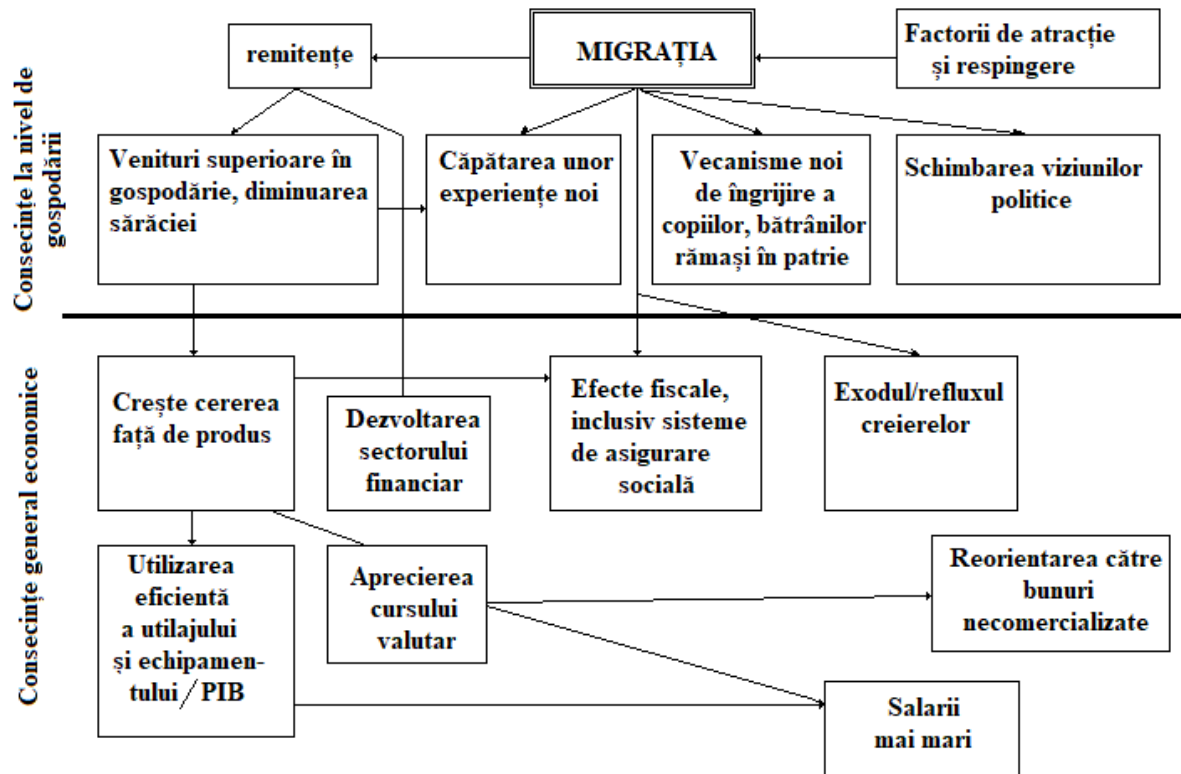 remitențe
MIGRAȚIA
Factorii de atracție
și respingere
Consecințe la nivel de
gospodării
Venituri superioare în
gospodărie, diminuarea
sărăciei
Căpătarea unor
experiențe noi
Vecanisme noi
de îngrijire a
copiilor, bătrânilor
rămași în patrie
Schimbarea viziunilor
politice
Consecințe general economice
Crește cererea
față de produs
Dezvoltarea
sectorului
financiar
Efecte fiscale,
inclusiv sisteme
de asigurare
socială
Exodul/refluxul
creierelor
Utilizarea
eficientă
a utilajului
și echipamen-
tului/PIB
Aprecierea
cursului
valutar
Reorientarea către
bunuri
necomercializate
Salarii
mai mari